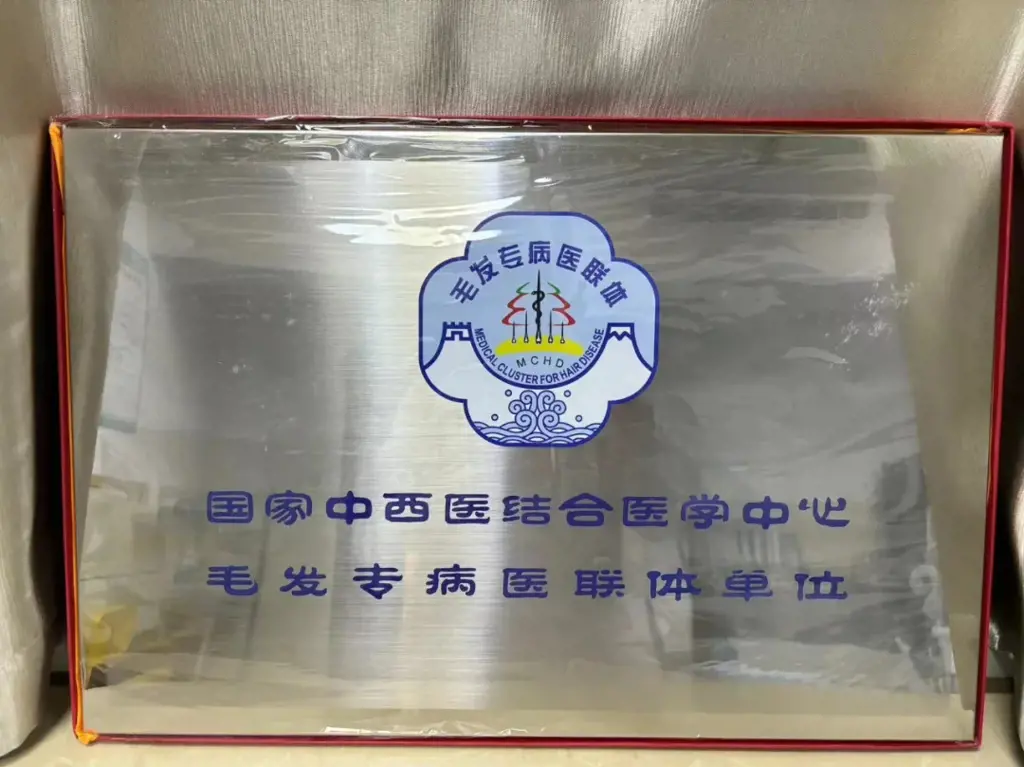 毛发专病医联体
MCHD
MEDICAL CLUSTER FOR HAIR DISEASE
国家中西医结合医学中心
毛发专病医联体单位